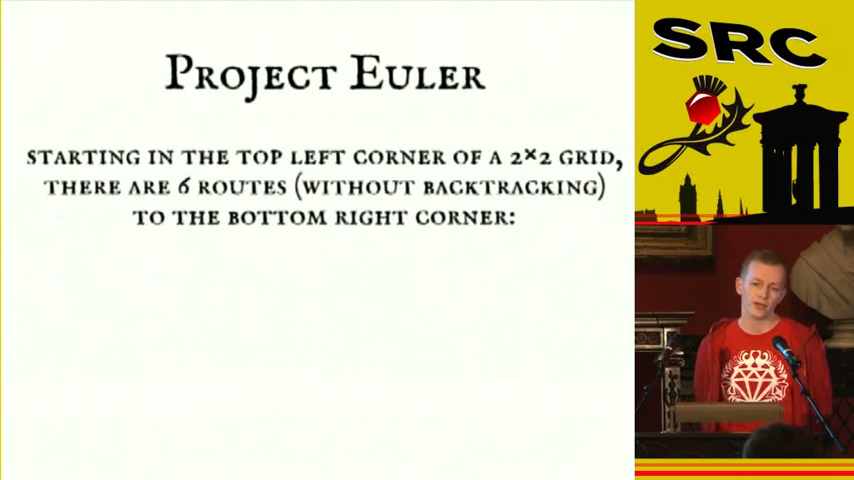 Project Euler
starting in the top left corner of a 2×2 grid,
there are 6 routes (without backtracking)
to the bottom right corner:
SRC